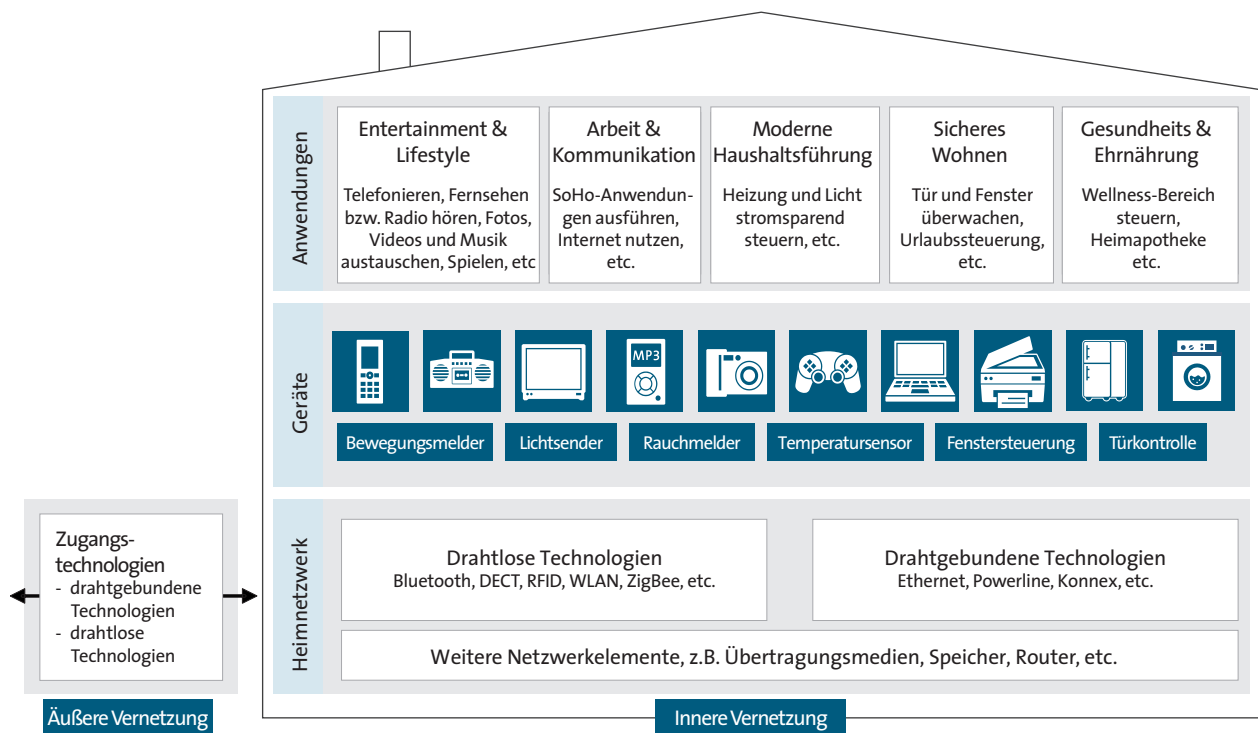 Anwendungen
Entertainment &
Lifestyle
Telefonieren, Fernsehen
bzw. Radio hören, Fotos,
Videos und Musik
austauschen, Spielen, etc
Arbeit &
Kommunikation
SoHo-Anwendun-
gen ausführen,
Internet nutzen,
etc.
Moderne
Haushaltsführung
Heizung und Licht
stromsparend
steuern, etc.
Sicheres
Wohnen
Tür und Fenster
überwachen,
Urlaubssteuerung,
etc.
Gesundheits &
Ehrnährung
Wellness-Bereich
steuern,
Heimapotheke
etc.
Geräte
MP3
Bewegungsmelder
Lichtsender
Rauchmelder
Temperatursensor
Fenstersteuerung
Türkontrolle
Zugangs-
technologien
- drahtgebundene
Technologien
- drahtlose
Technologien
Äußere Vernetzung
Heimnetzwerk
Drahtlose Technologien
Bluetooth, DECT, RFID, WLAN, ZigBee, etc.
Drahtgebundene Technologien
Ethernet, Powerline, Konnex, etc.
Weitere Netzwerkelemente, z.B. Übertragungsmedien, Speicher, Router, etc.
Innere Vernetzung